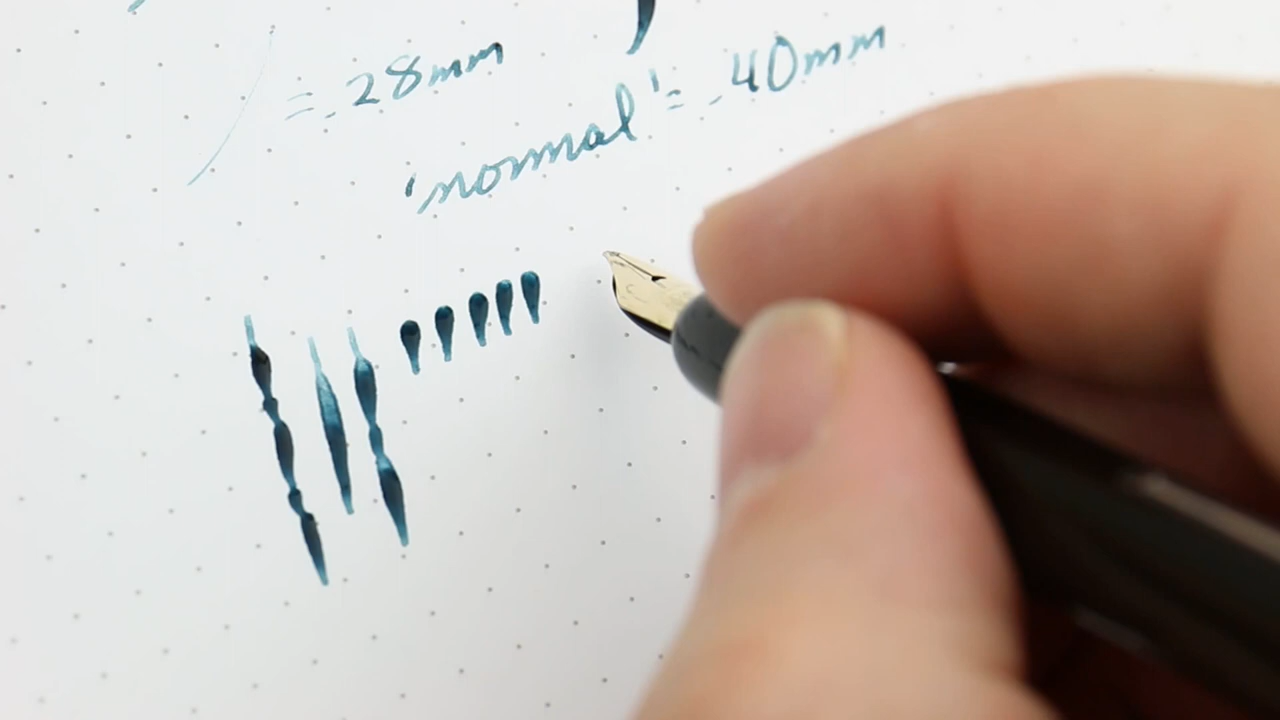 = .28mm
'normal' = .40mm